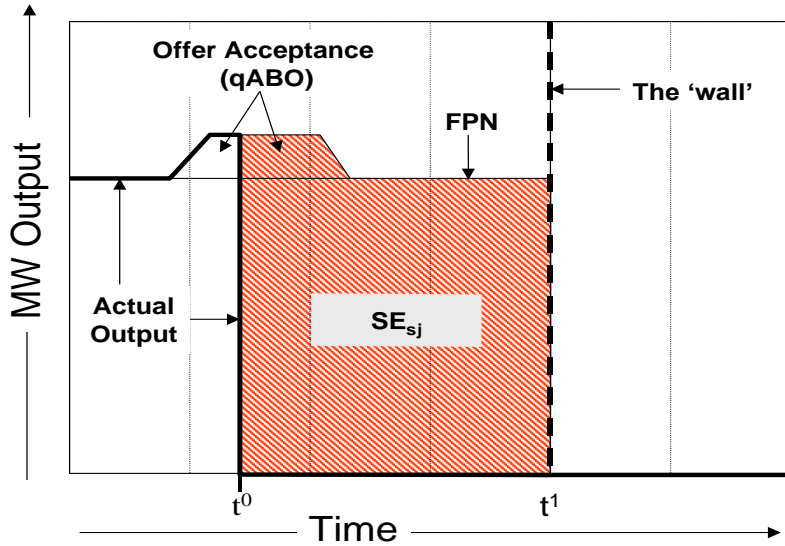 Offer Acceptance
(qABO)
The ‘wall’
FPN
MW Output
Actual
Output
SEsj
t⁰
t¹
Time